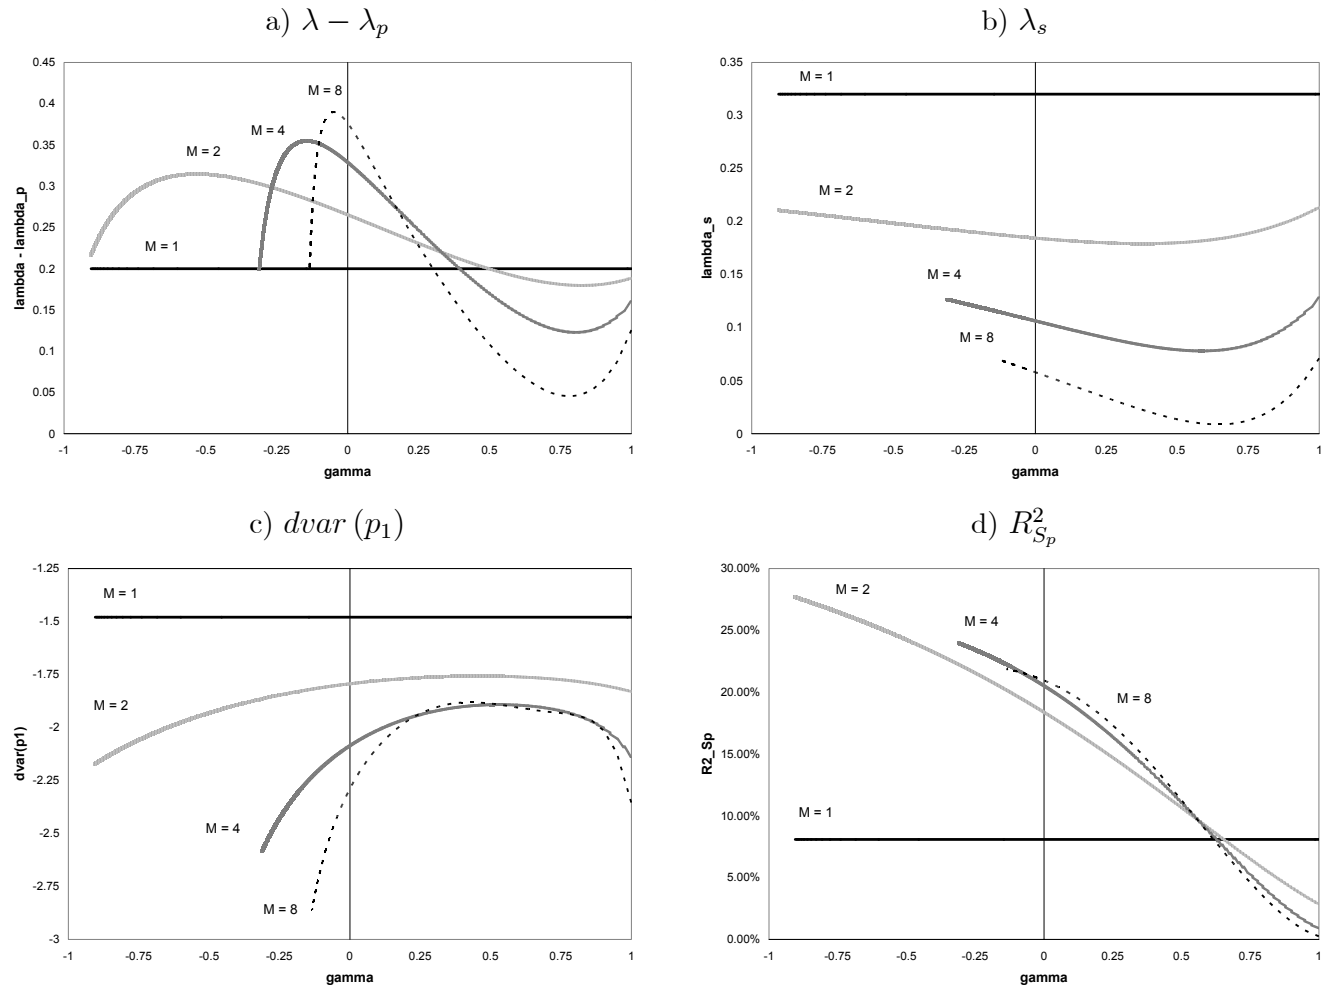 a) λ − λ_p
0.45
0.4
0.35
0.3
0.25
0.2
0.15
0.1
0.05
0
lambda - lambda_p
M = 8
M = 4
M = 2
M = 1
-1 -0.75 -0.5 -0.25 0 0.25 0.5 0.75 1
gamma
b) λ_s
0.35
0.3
0.25
0.2
0.15
0.1
0.05
0
lambda_s
M = 1
M = 2
M = 4
M = 8
-1 -0.75 -0.5 -0.25 0 0.25 0.5 0.75 1
gamma
c) dvar (p_1)
-1.25
-1.5
-1.75
-2
-2.25
-2.5
-2.75
-3
dvar(p1)
M = 1
M = 2
M = 4
M = 8
-1 -0.75 -0.5 -0.25 0 0.25 0.5 0.75 1
gamma
d) R^2_{S_p}
30.00%
25.00%
20.00%
15.00%
10.00%
5.00%
0.00%
R2_Sp
M = 2
M = 4
M = 8
M = 1
-1 -0.75 -0.5 -0.25 0 0.25 0.5 0.75 1
gamma